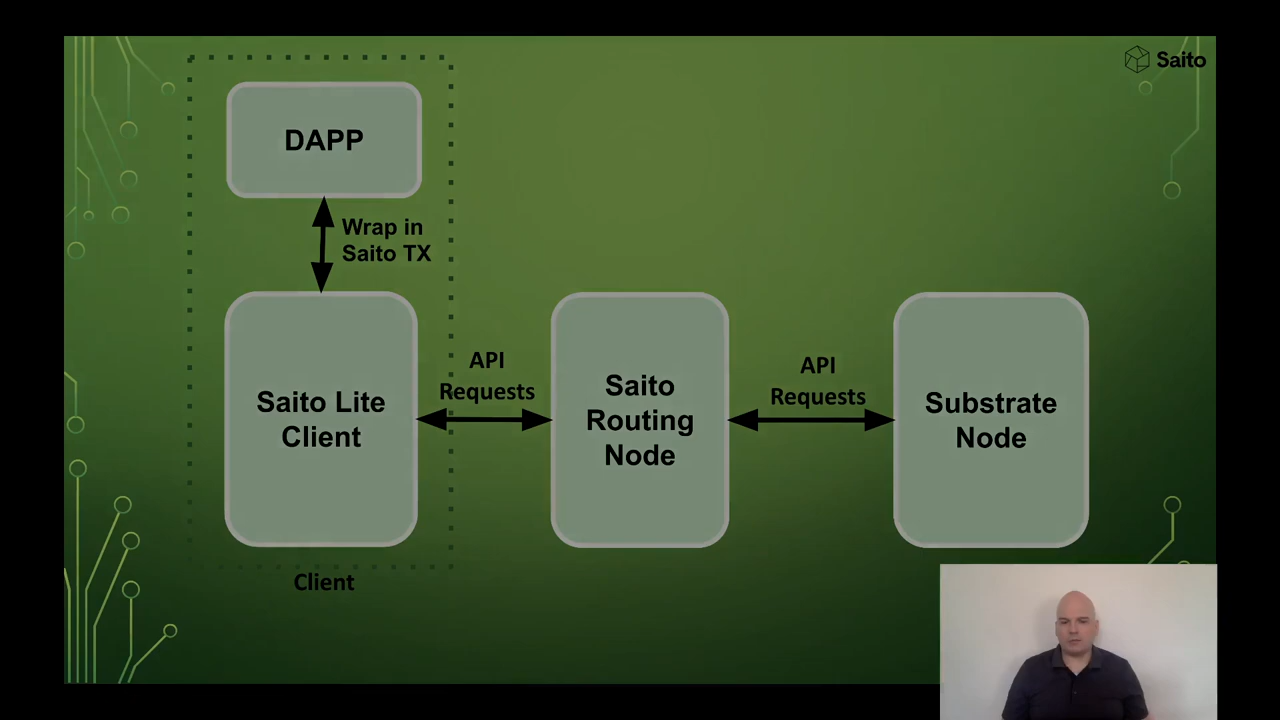 Saito
DAPP
Wrap in
Saito TX
Saito Lite
Client
API
Requests
Saito
Routing
Node
API
Requests
Substrate
Node
Client